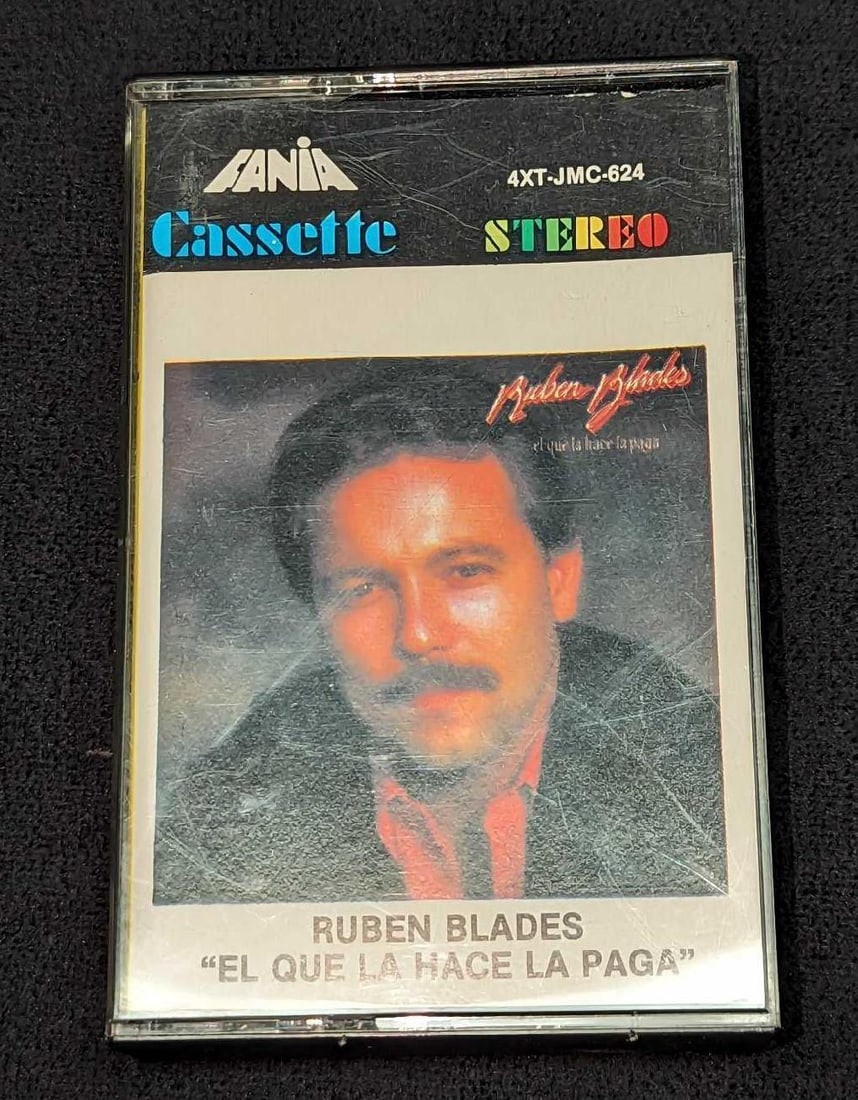 FANIA
4XT-JMC-624
Cassette
STEREO
Ruben Blades
el que la hace la paga
RUBEN BLADES
“EL QUE LA HACE LA PAGA”